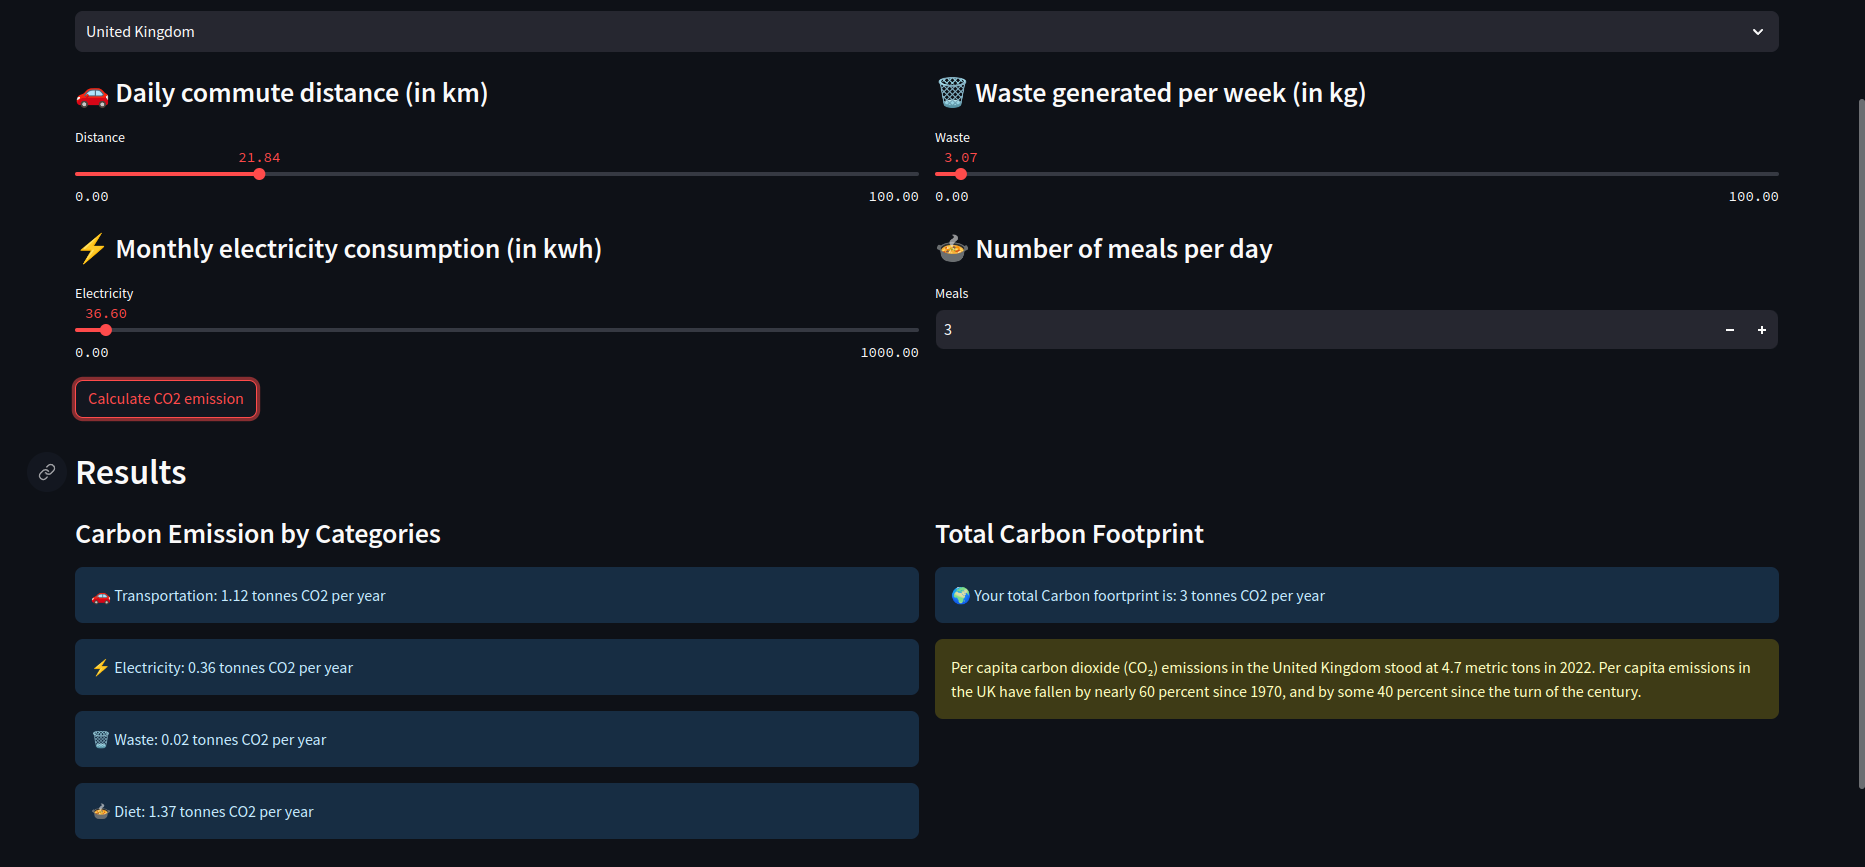 United Kingdom
Daily commute distance (in km)
Distance
21.84
0.00 100.00
Waste generated per week (in kg)
Waste
3.07
0.00 100.00
Monthly electricity consumption (in kwh)
Electricity
36.60
0.00 1000.00
Number of meals per day
Meals
3
Calculate CO2 emission
Results
Carbon Emission by Categories
Transportation: 1.12 tonnes CO2 per year
Electricity: 0.36 tonnes CO2 per year
Waste: 0.02 tonnes CO2 per year
Diet: 1.37 tonnes CO2 per year
Total Carbon Footprint
Your total Carbon foortprint is: 3 tonnes CO2 per year
Per capita carbon dioxide (CO₂) emissions in the United Kingdom stood at 4.7 metric tons in 2022. Per capita emissions in
the UK have fallen by nearly 60 percent since 1970, and by some 40 percent since the turn of the century.